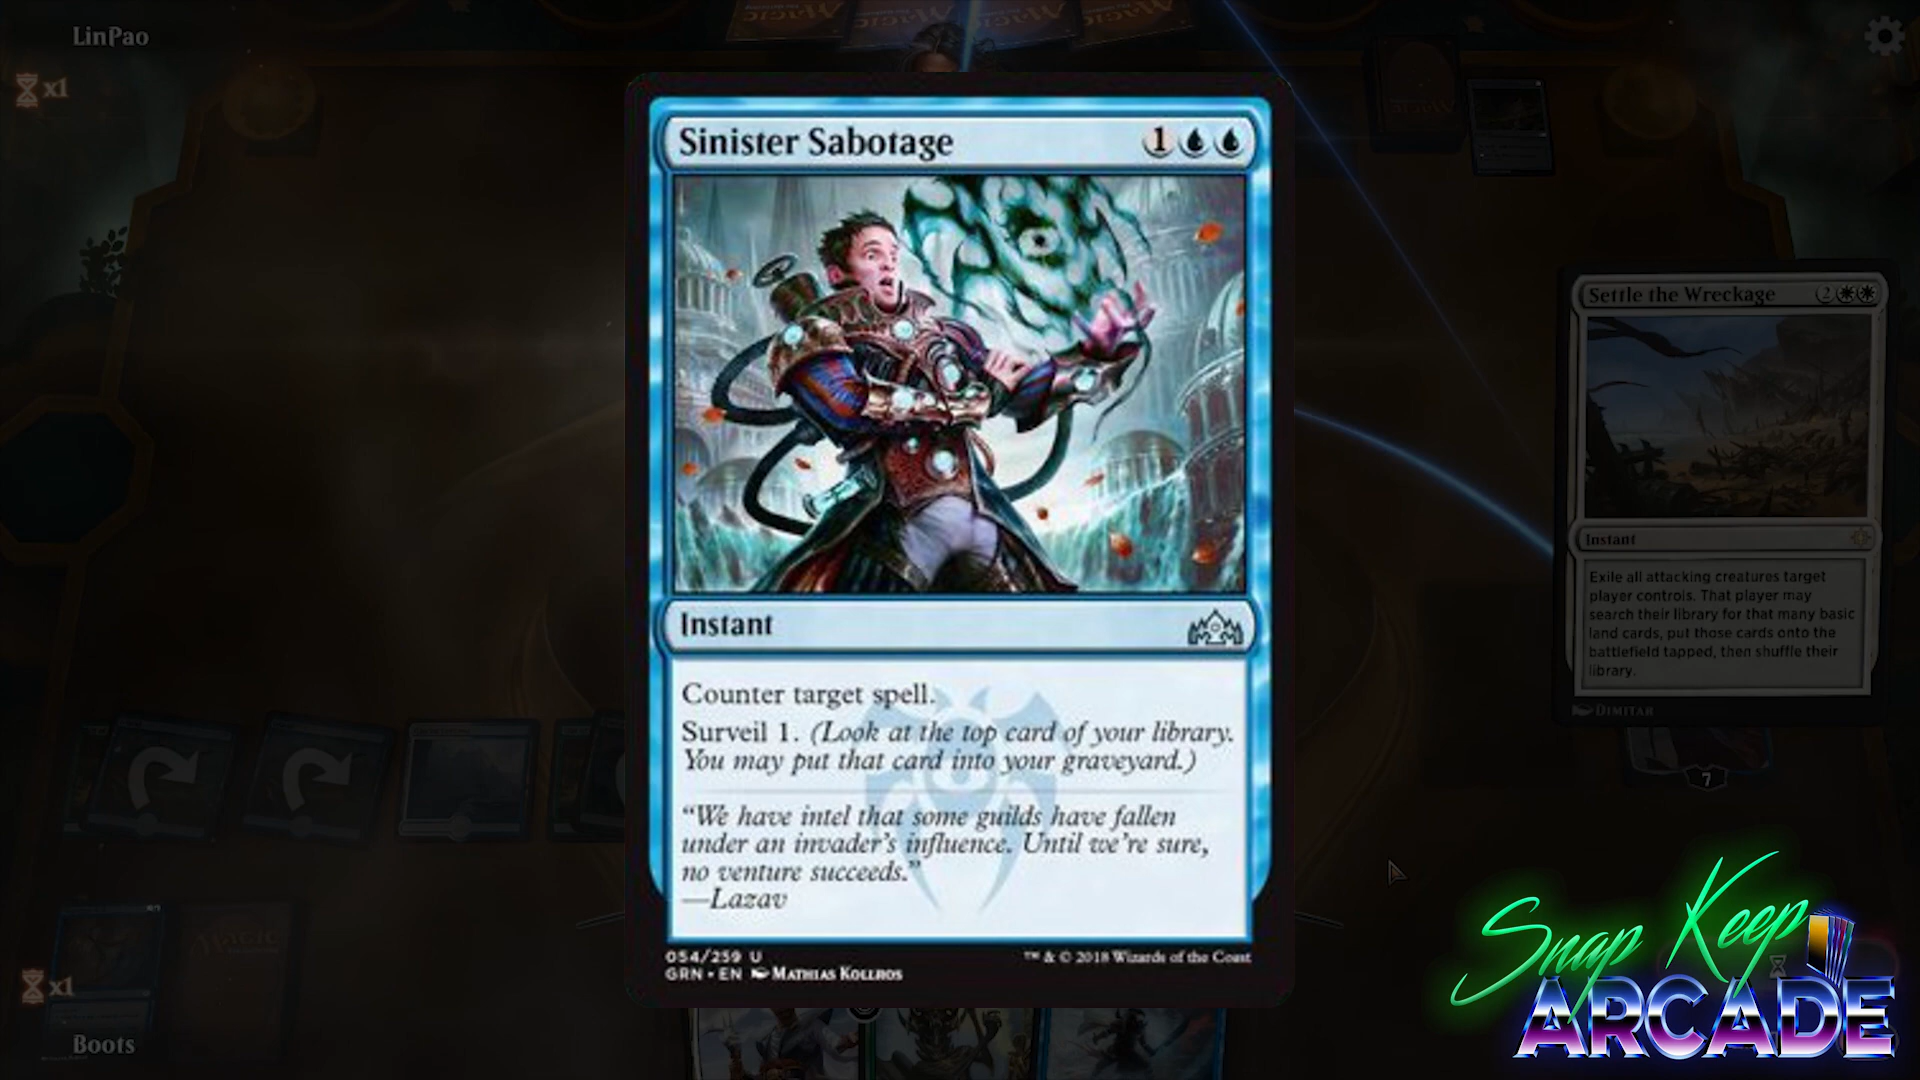 LinPao
x1
Sinister Sabotage
1
Instant
Counter target spell.
Surveil 1. (Look at the top card of your library.
You may put that card into your graveyard.)
“We have intel that some guilds have fallen
under an invader’s influence. Until we’re sure,
no venture succeeds.”
—Lazav
054/259 U
GRN • EN Mathias Kollros
™ & © 2018 Wizards of the Coast
Settle the Wreckage
2
Instant
Exile all attacking creatures target
player controls. That player may
search their library for that many basic
land cards, put those cards onto the
battlefield tapped, then shuffle their
library.
Dimitar
7
x1
Boots
Snap Keep
ARCADE